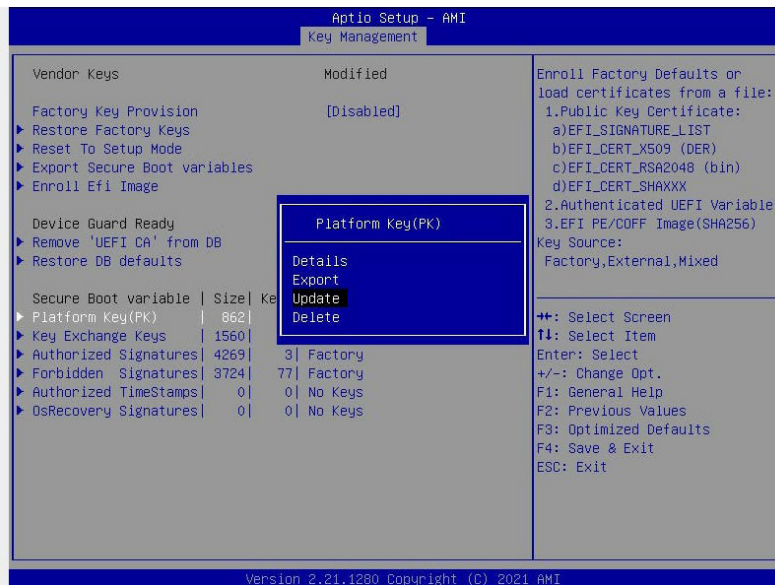 Aptio Setup – AMI
Key Management
Vendor Keys Modified
Factory Key Provision [Disabled]
▶ Restore Factory Keys
▶ Reset To Setup Mode
▶ Export Secure Boot variables
▶ Enroll Efi Image
Device Guard Ready
▶ Remove 'UEFI CA' from DB
▶ Restore DB defaults
Secure Boot variable | Size| Ke
▶ Platform Key(PK) | 862|
▶ Key Exchange Keys | 1560|
▶ Authorized Signatures| 4269| 3| Factory
▶ Forbidden Signatures| 3724| 77| Factory
▶ Authorized TimeStamps| 0| 0| No Keys
▶ OsRecovery Signatures| 0| 0| No Keys
Platform Key(PK)
Details
Export
Update
Delete
Enroll Factory Defaults or
load certificates from a file:
1.Public Key Certificate:
a)EFI_SIGNATURE_LIST
b)EFI_CERT_X509 (DER)
c)EFI_CERT_RSA2048 (bin)
d)EFI_CERT_SHAXXX
2.Authenticated UEFI Variable
3.EFI PE/COFF Image(SHA256)
Key Source:
Factory,External,Mixed
→←: Select Screen
↑↓: Select Item
Enter: Select
+/-: Change Opt.
F1: General Help
F2: Previous Values
F3: Optimized Defaults
F4: Save & Exit
ESC: Exit
Version 2.21.1280 Copyright (C) 2021 AMI